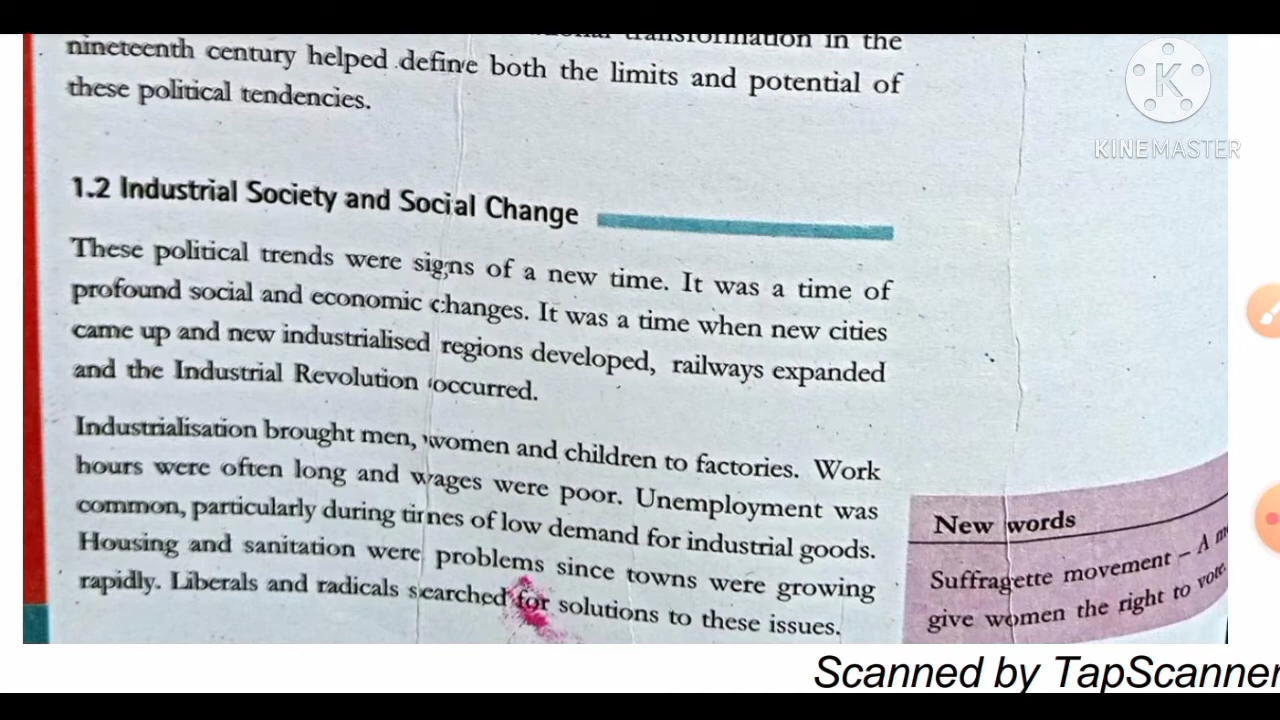 transformation in the
nineteenth century helped define both the limits and potential of
these political tendencies.
1.2 Industrial Society and Social Change
These political trends were signs of a new time. It was a time of
profound social and economic changes. It was a time when new cities
came up and new industrialised regions developed, railways expanded
and the Industrial Revolution occurred.
Industrialisation brought men, women and children to factories. Work
hours were often long and wages were poor. Unemployment was
common, particularly during times of low demand for industrial goods.
Housing and sanitation were problems since towns were growing
rapidly. Liberals and radicals searched for solutions to these issues.
New words
Suffragette movement – A
give women the right to vote.
K
KINEMASTER
Scanned by TapScanner